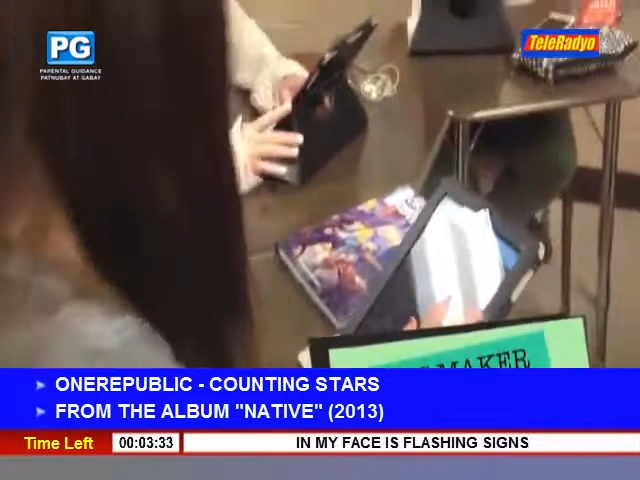 PG
PARENTAL GUIDANCE
PATNUBAY AT GABAY
TeleRadyo
MAKER
▸ ONEREPUBLIC - COUNTING STARS
▸ FROM THE ALBUM "NATIVE" (2013)
Time Left 00:03:33 IN MY FACE IS FLASHING SIGNS